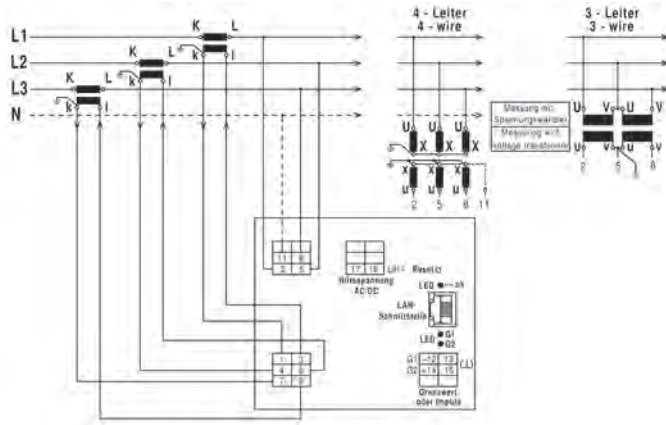 4 - Leiter
4 - wire
3 - Leiter
3 - wire
L1
K L
k l
L2
K L
k l
L3
K L
k l
N
U U U
X X X
X X X
U U U
2 5 8 11
Messung mit
Spannungswandler
Messuring with
voltage transformer
U V U V
U V U V
2 5 8
11 8
2 5
17 18
Hilfsspannung
AC/DC
Reset
LED
LAN-
Schnittstelle
LED G1
G2
1 3
4 6
7 9
G1 13
G2 15
Grenzwert
oder Impuls